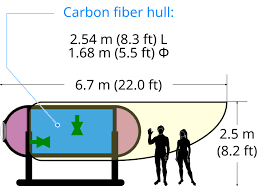 Carbon fiber hull:
2.54 m (8.3 ft) L
1.68 m (5.5 ft) Φ
6.7 m (22.0 ft)
2.5 m
(8.2 ft)